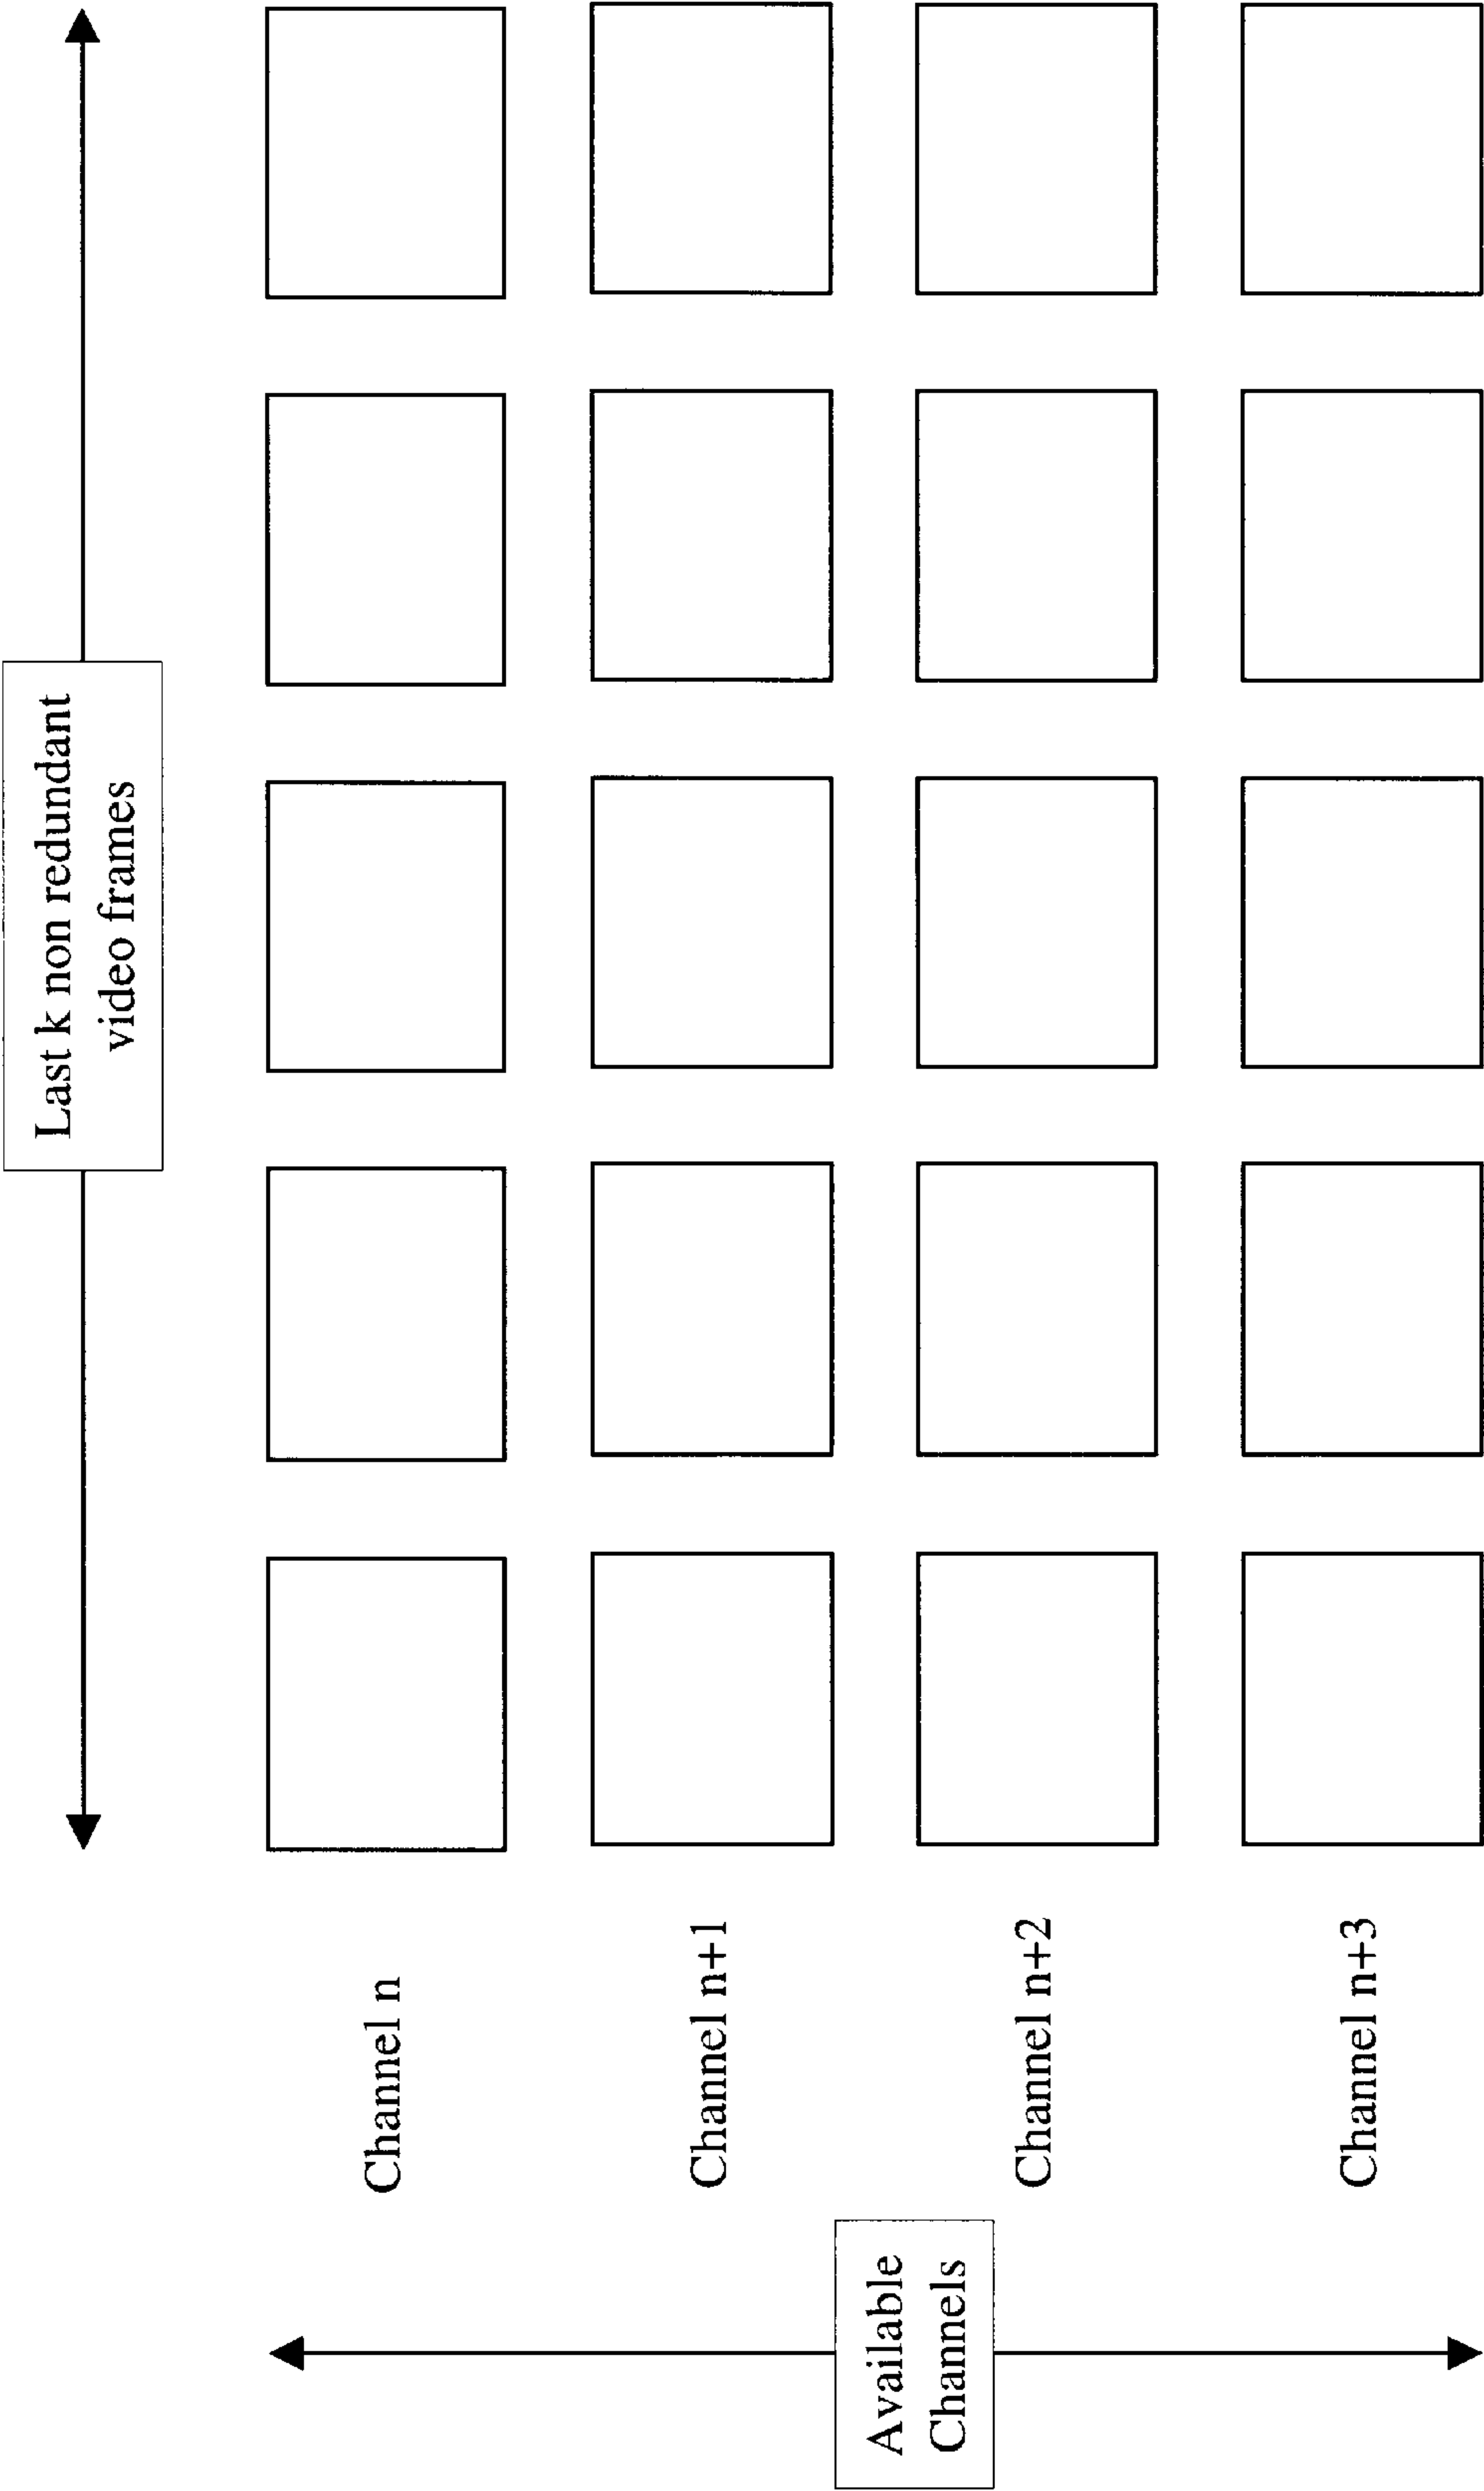 Last k non redundant
video frames
Channel n
Channel n+1
Channel n+2
Channel n+3
Available
Channels